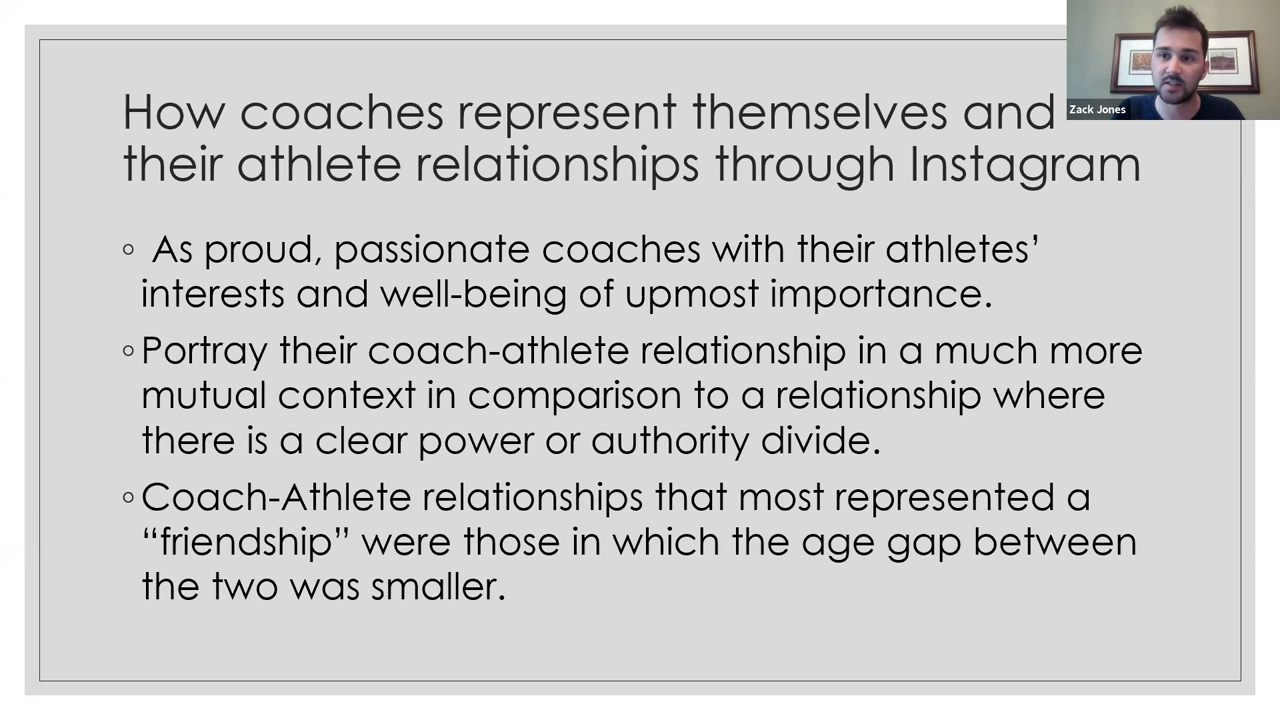 How coaches represent themselves and
their athlete relationships through Instagram
Zack Jones
◦ As proud, passionate coaches with their athletes’
interests and well-being of upmost importance.
◦ Portray their coach-athlete relationship in a much more
mutual context in comparison to a relationship where
there is a clear power or authority divide.
◦ Coach-Athlete relationships that most represented a
“friendship” were those in which the age gap between
the two was smaller.